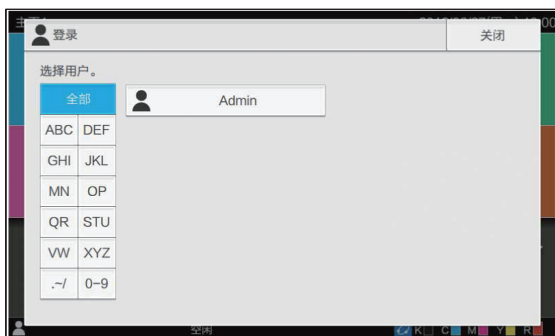 登录
关闭
选择用户。
全部
Admin
ABC DEF
GHI JKL
MN OP
QR STU
VW XYZ
.~/ 0-9
空闲
K C M Y R